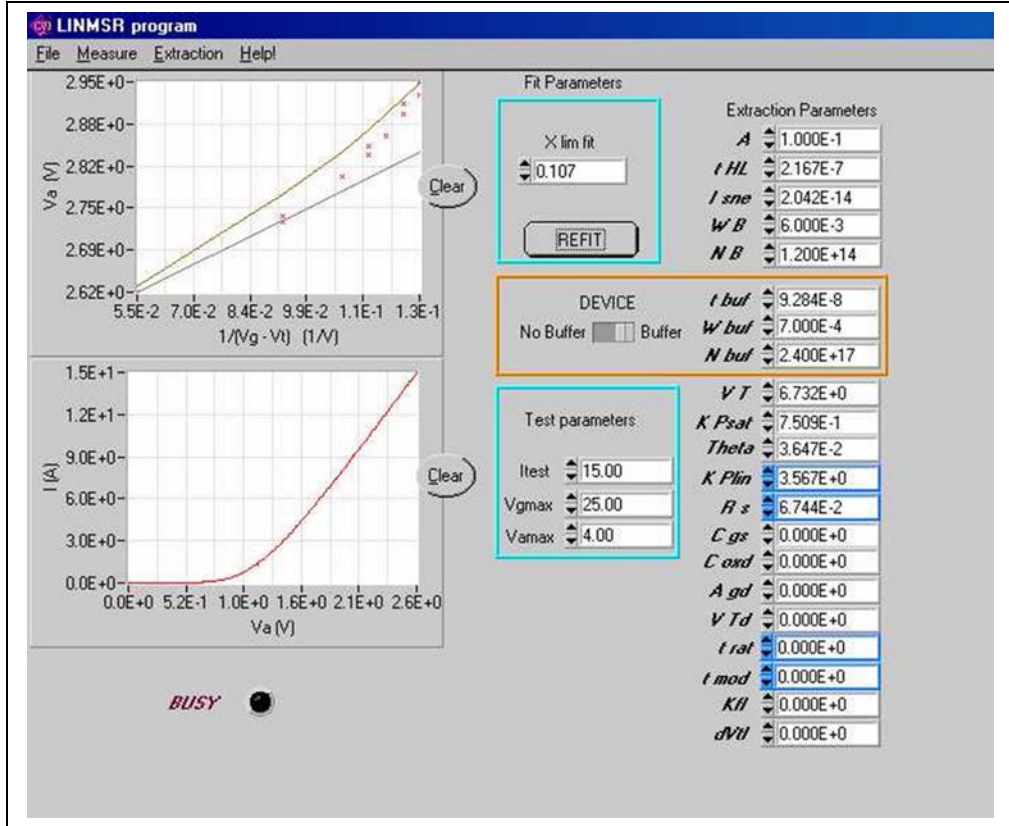 LINMSR program
File Measure Extraction Help!
Va (V)
2.95E+0
2.88E+0
2.82E+0
2.75E+0
2.69E+0
2.62E+0
5.5E-2 7.0E-2 8.4E-2 9.9E-2 1.1E-1 1.3E-1
1/(Vg - Vt) (1/V)
Clear
I (A)
1.5E+1
1.2E+1
9.0E+0
6.0E+0
3.0E+0
0.0E+0
0.0E+0 5.2E-1 1.0E+0 1.6E+0 2.1E+0 2.6E+0
Va (V)
Clear
BUSY
Fit Parameters
X lim fit
0.107
REFIT
DEVICE
No Buffer Buffer
Test parameters
Itest 15.00
Vgmax 25.00
Vamax 4.00
Extraction Parameters
A 1.000E-1
t HL 2.167E-7
I sne 2.042E-14
W B 6.000E-3
N B 1.200E+14
t buf 9.284E-8
W buf 7.000E-4
N buf 2.400E+17
V T 6.732E+0
K Psat 7.509E-1
Theta 3.647E-2
K Plin 3.567E+0
R s 6.744E-2
C gs 0.000E+0
C oxd 0.000E+0
A gd 0.000E+0
V Td 0.000E+0
t rat 0.000E+0
t mod 0.000E+0
Kfl 0.000E+0
dVtl 0.000E+0